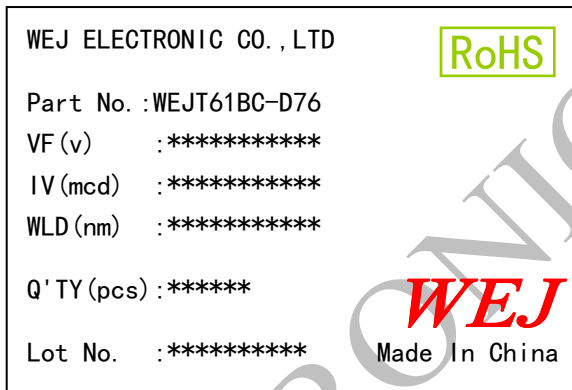 WEJ ELECTRONIC CO.,LTD
RoHS
Part No.:WEJT61BC-D76
VF(v) :***********
IV(mcd) :***********
WLD(nm) :***********
Q'TY(pcs):******
WEJ
Lot No. :**********
Made In China